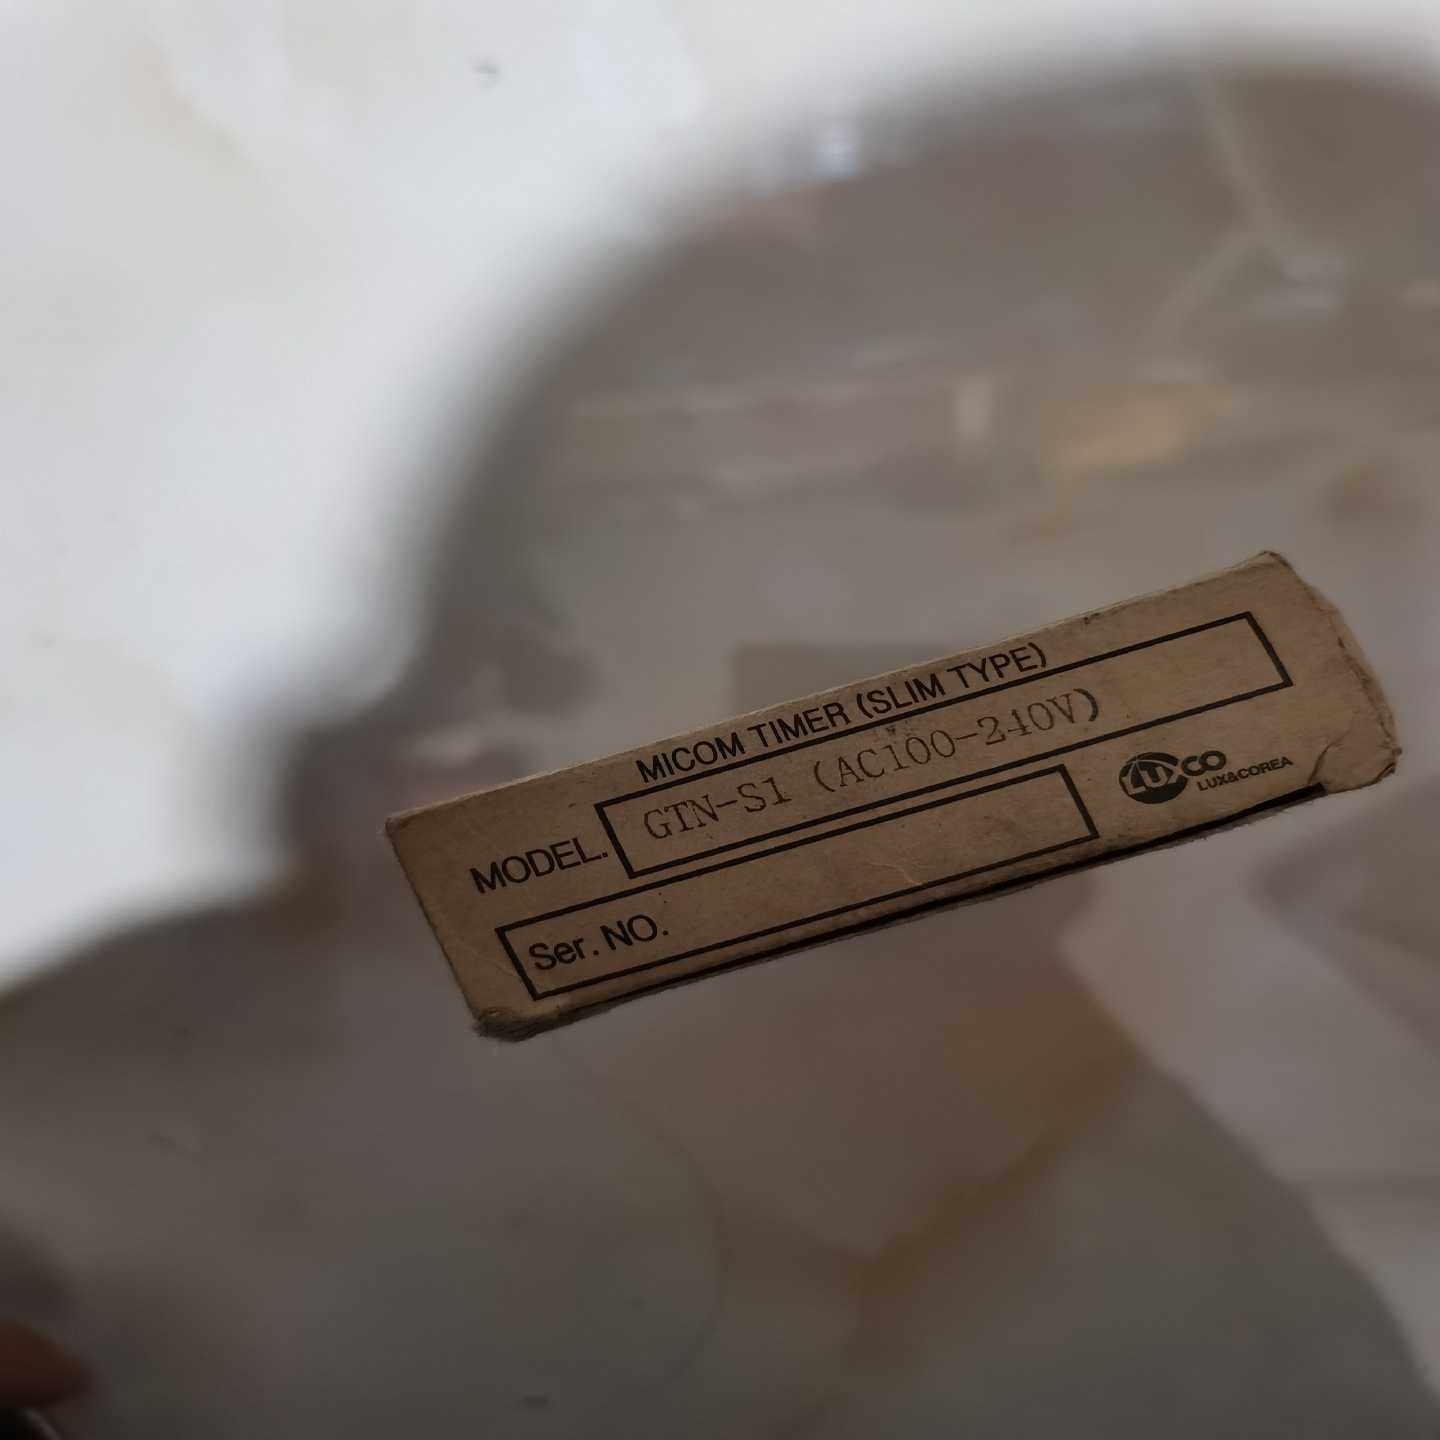 MICOM TIMER (SLIM TYPE)
MODEL. GTN-S1 (AC100-240V)
Ser. NO.
LUXCO
LUX&COREA